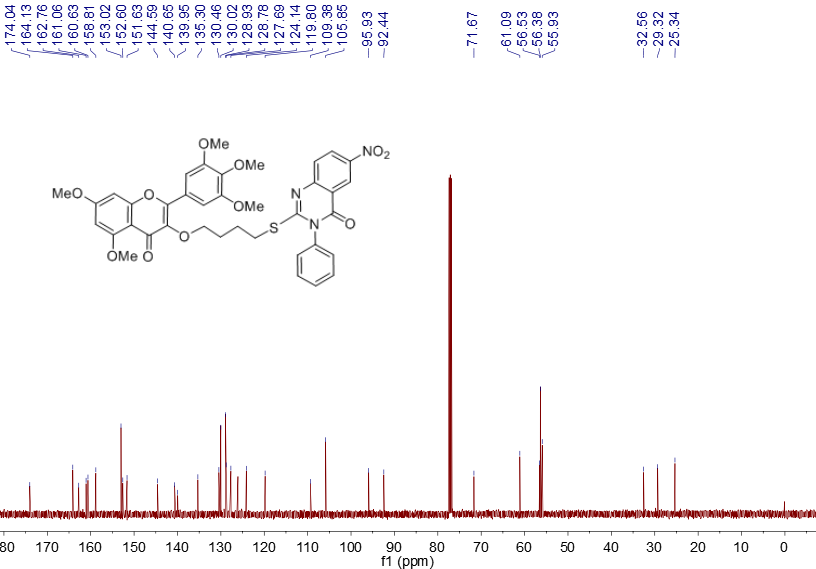 174.04
164.13
162.76
161.06
160.63
158.81
153.02
152.60
151.63
144.59
140.65
139.95
135.30
130.46
130.02
128.93
128.78
127.69
124.14
119.80
109.38
105.85
95.93
92.44
71.67
61.09
56.53
56.38
55.93
32.56
29.32
25.34
OMe
NO2
MeO
O
OMe
N
OMe
O
S
N
O
OMe
O
80 170 160 150 140 130 120 110 100 90 80 70 60 50 40 30 20 10 0
f1 (ppm)